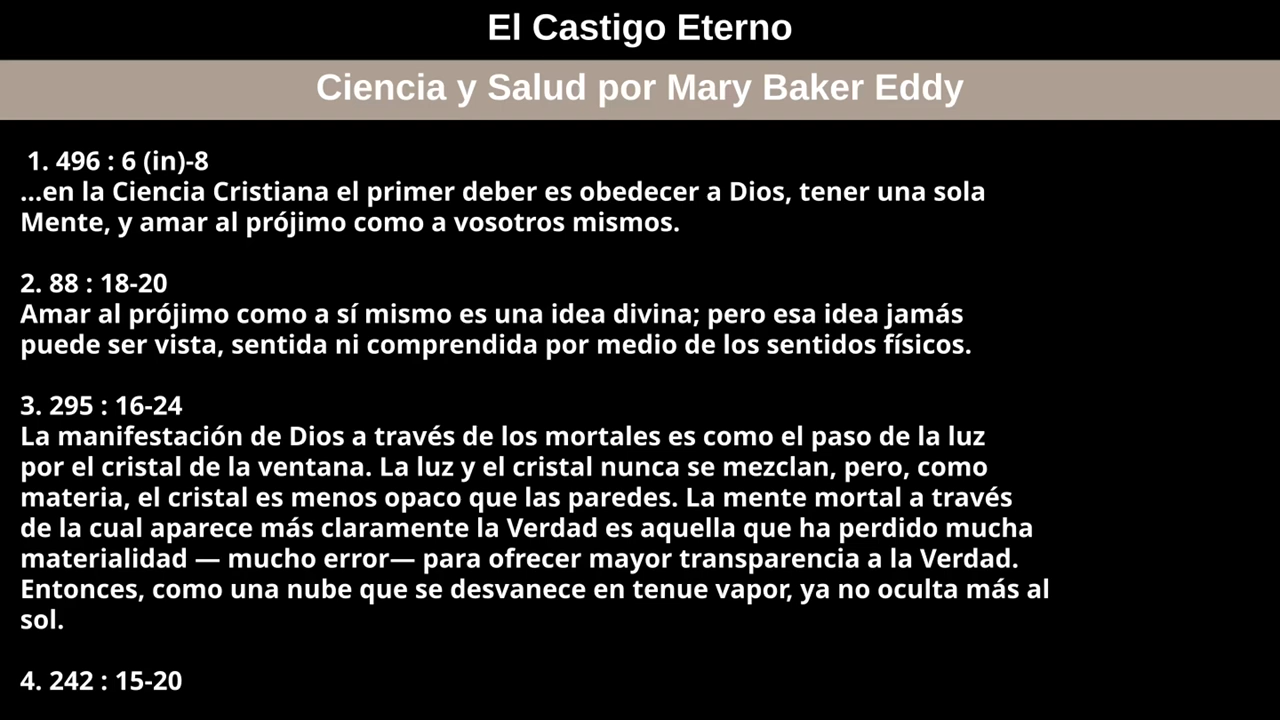 El Castigo Eterno
Ciencia y Salud por Mary Baker Eddy
1. 496 : 6 (in)-8
...en la Ciencia Cristiana el primer deber es obedecer a Dios, tener una sola
Mente, y amar al prójimo como a vosotros mismos.
2. 88 : 18-20
Amar al prójimo como a sí mismo es una idea divina; pero esa idea jamás
puede ser vista, sentida ni comprendida por medio de los sentidos físicos.
3. 295 : 16-24
La manifestación de Dios a través de los mortales es como el paso de la luz
por el cristal de la ventana. La luz y el cristal nunca se mezclan, pero, como
materia, el cristal es menos opaco que las paredes. La mente mortal a través
de la cual aparece más claramente la Verdad es aquella que ha perdido mucha
materialidad — mucho error— para ofrecer mayor transparencia a la Verdad.
Entonces, como una nube que se desvanece en tenue vapor, ya no oculta más al
sol.
4. 242 : 15-20